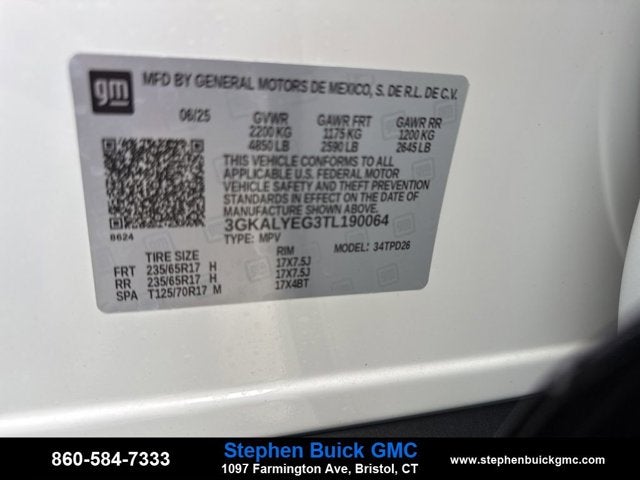 gm
MFD BY GENERAL MOTORS DE MEXICO, S. DE R.L. DE C.V.
06/25 GVWR GAWR FRT GAWR RR
2200 KG 1175 KG 1200 KG
4850 LB 2590 LB 2645 LB
THIS VEHICLE CONFORMS TO ALL
APPLICABLE U.S. FEDERAL MOTOR
VEHICLE SAFETY AND THEFT PREVENTION
STANDARDS IN EFFECT ON THE DATE OF
MANUFACTURE SHOWN ABOVE.
8624 3GKALYEG3TL190064
TYPE: MPV MODEL: 34TPD26
TIRE SIZE RIM
FRT 235/65R17 H 17X7.5J
RR 235/65R17 H 17X7.5J
SPA T125/70R17 M 17X4BT
860-584-7333
Stephen Buick GMC
1097 Farmington Ave, Bristol, CT
www.stephenbuickgmc.com